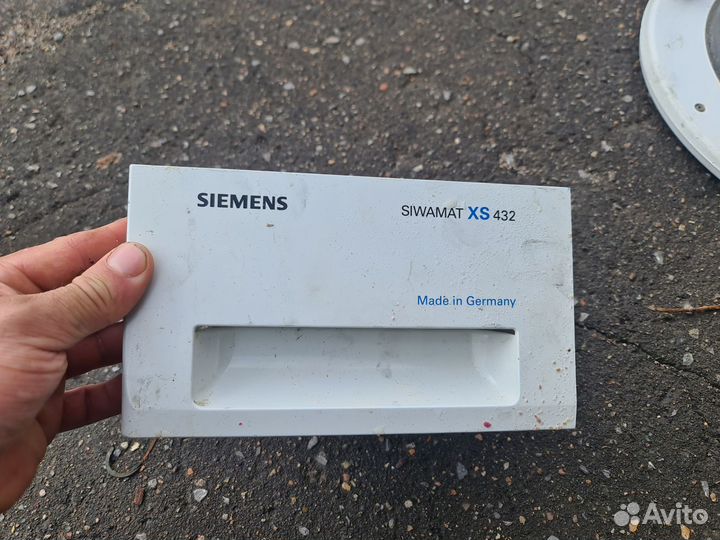 SIEMENS
SIWAMAT XS 432
Made in Germany
Avito